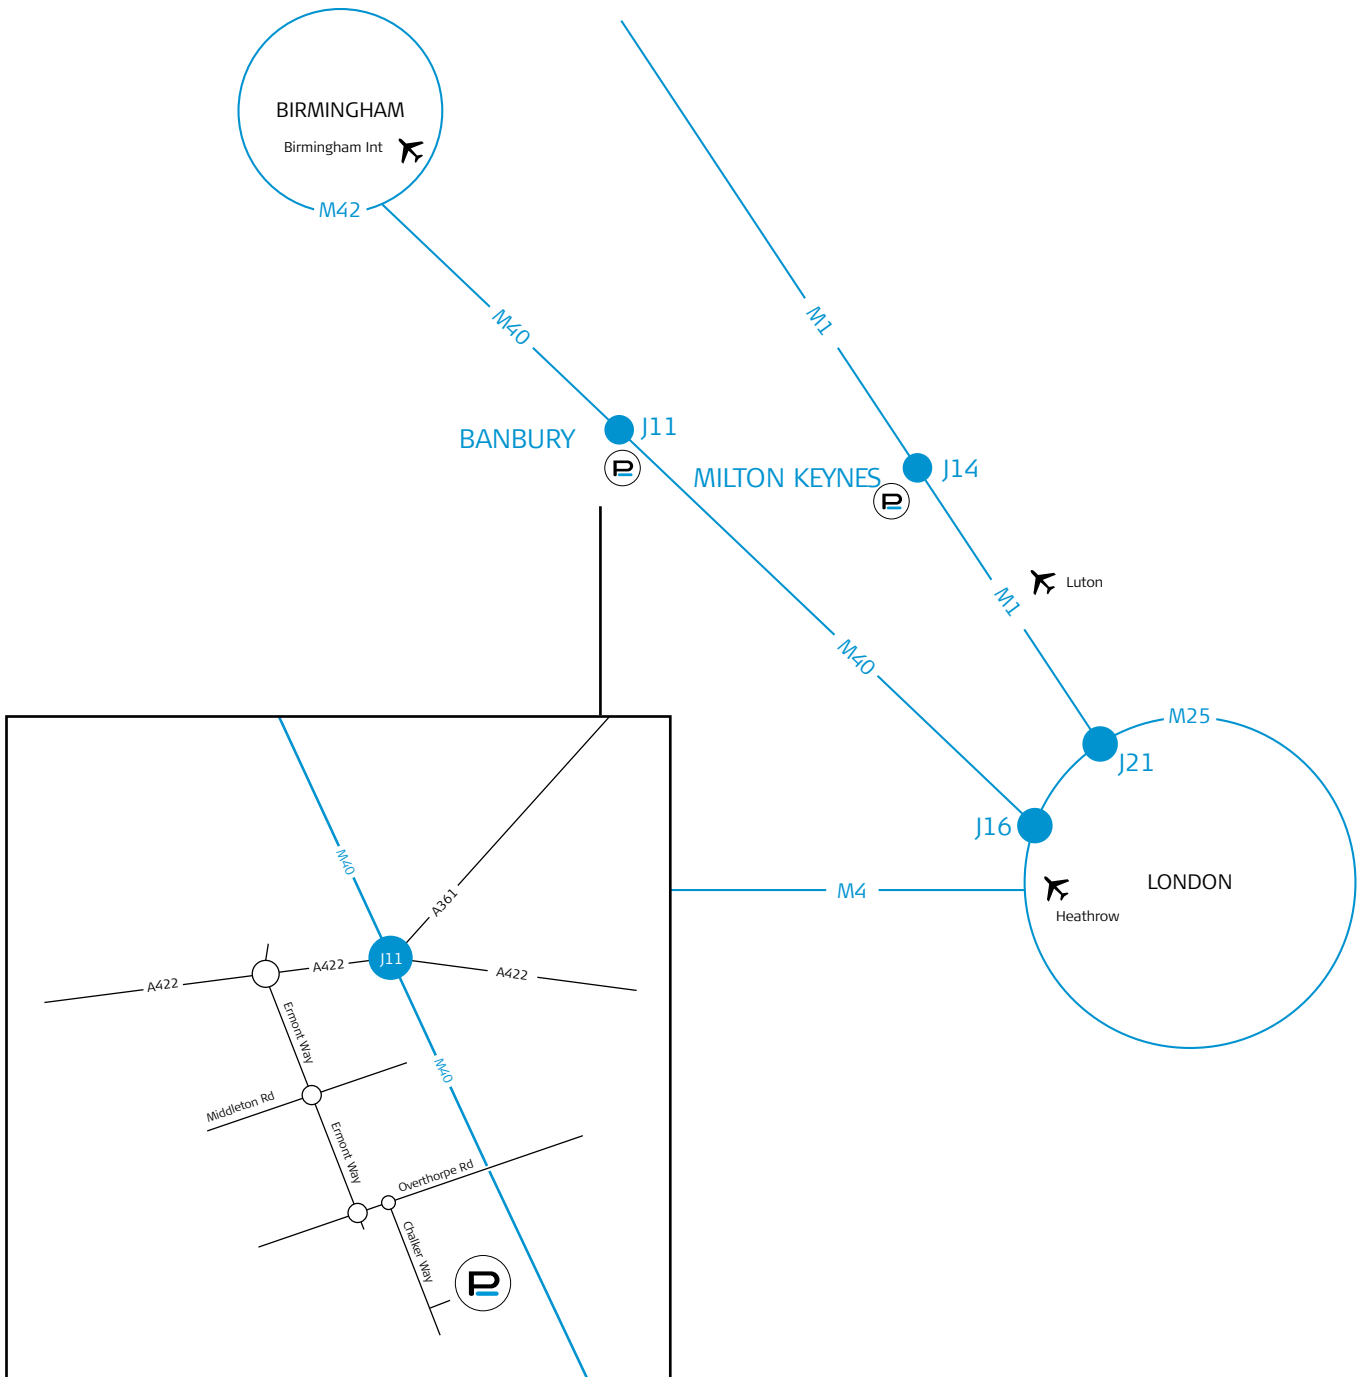 BIRMINGHAM
Birmingham Int
M42
M40
M1
BANBURY
J11
MILTON KEYNES
J14
Luton
M1
M40
M25
J21
J16
M4
LONDON
Heathrow
M40
A361
J11
A422
A422
A422
Ermont Way
M40
Middleton Rd
Ermont Way
Overthorpe Rd
Chalker Way